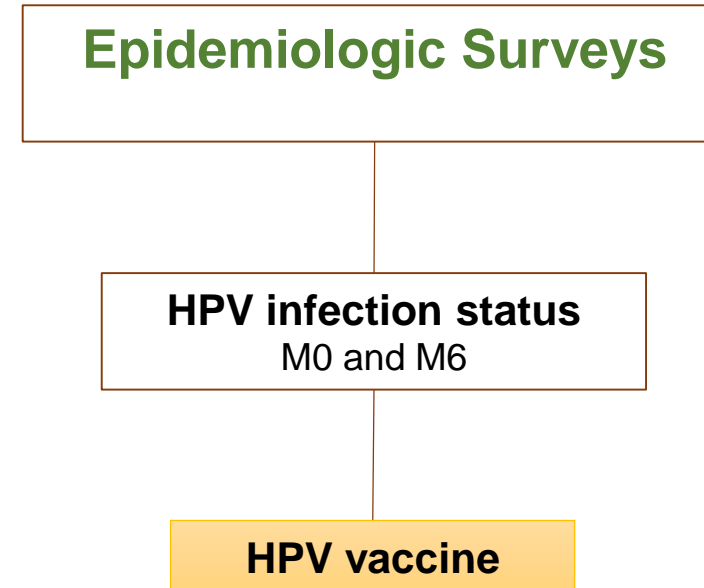 Epidemiologic Surveys
HPV infection status
M0 and M6
HPV vaccine